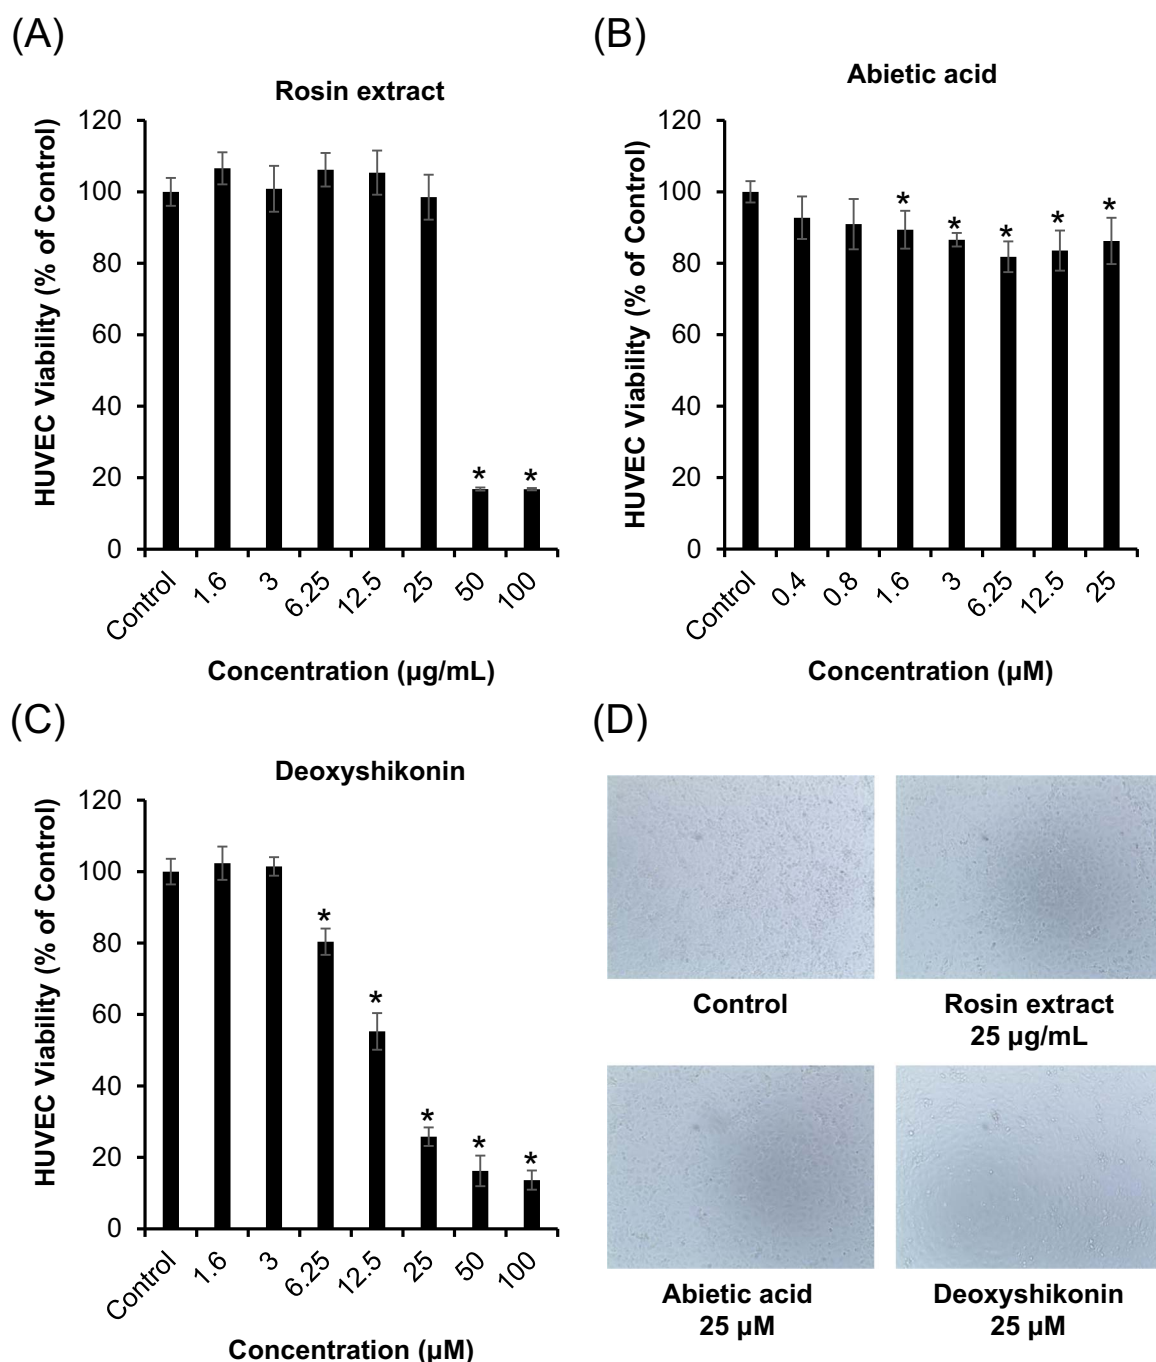 (A)
Rosin extract
HUVEC Viability (% of Control)
120
100
80
60
40
20
0
* *
Control 1.6 3 6.25 12.5 25 50 100
Concentration (µg/mL)
(B)
Abietic acid
HUVEC Viability (% of Control)
120
100
80
60
40
20
0
* * * * *
Control 0.4 0.8 1.6 3 6.25 12.5 25
Concentration (µM)
(C)
Deoxyshikonin
HUVEC Viability (% of Control)
120
100
80
60
40
20
0
* * * * *
Control 1.6 3 6.25 12.5 25 50 100
Concentration (µM)
(D)
Control
Rosin extract
25 µg/mL
Abietic acid
25 µM
Deoxyshikonin
25 µM